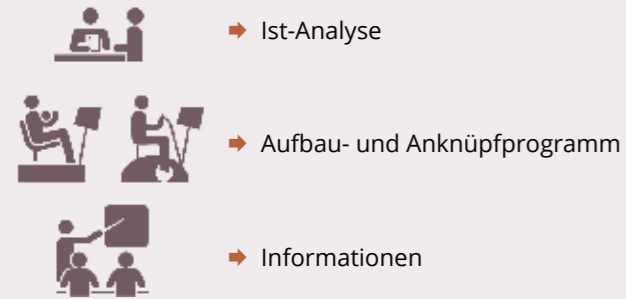 Ist-Analyse
Aufbau- und Anknüpfprogramm
Informationen